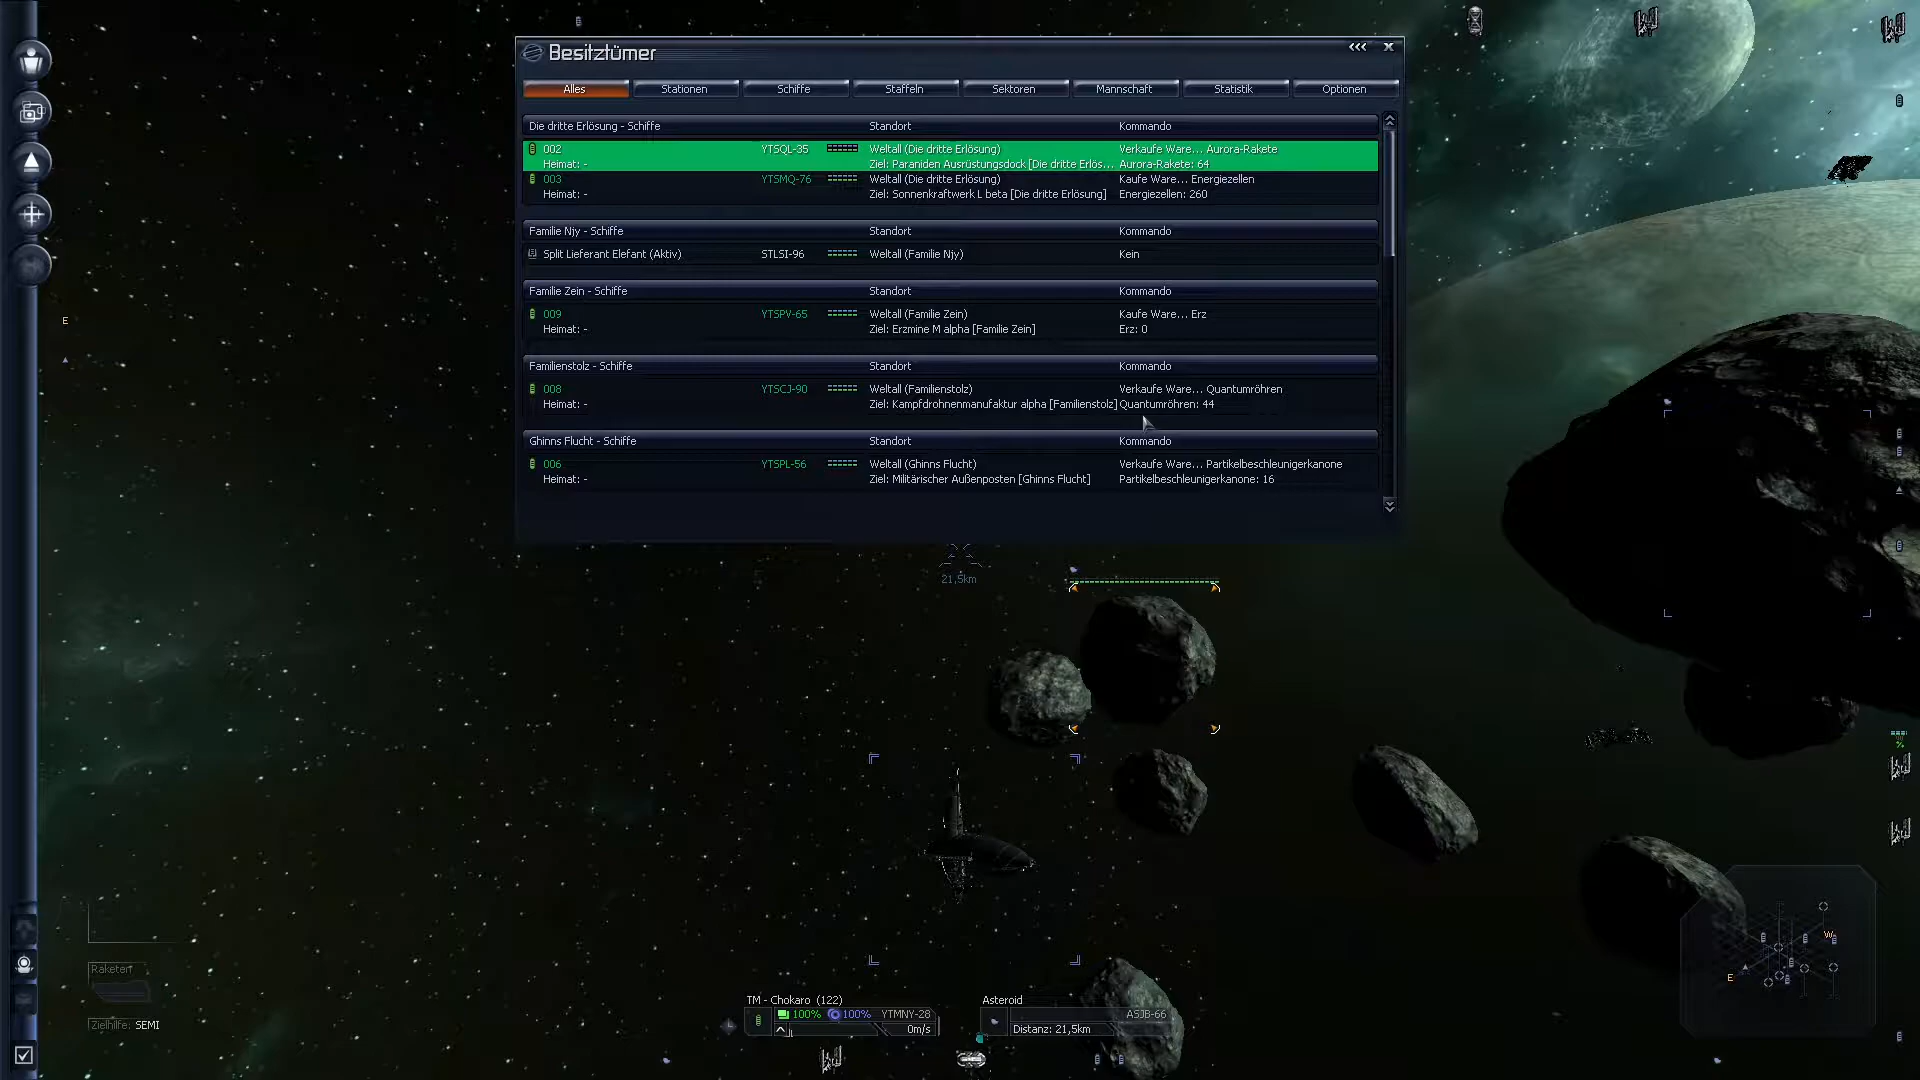 Besitztümer
<<<
X
Alles Stationen Schiffe Staffeln Sektoren Mannschaft Statistik Optionen
Die dritte Erlösung - Schiffe Standort Kommando
002 YTSQL-35 Weltall (Die dritte Erlösung) Verkaufe Ware... Aurora-Rakete
Heimat: - Ziel: Paraniden Ausrüstungsdock [Die dritte Erlös... Aurora-Rakete: 64
003 YTSMQ-76 Weltall (Die dritte Erlösung) Kaufe Ware... Energiezellen
Heimat: - Ziel: Sonnenkraftwerk L beta [Die dritte Erlösung] Energiezellen: 260
Familie Njy - Schiffe Standort Kommando
Split Lieferant Elefant (Aktiv) STLSI-96 Weltall (Familie Njy) Kein
Familie Zein - Schiffe Standort Kommando
009 YTSPV-65 Weltall (Familie Zein) Kaufe Ware... Erz
Heimat: - Ziel: Erzmine M alpha [Familie Zein] Erz: 0
Familienstolz - Schiffe Standort Kommando
008 YTSCJ-90 Weltall (Familienstolz) Verkaufe Ware... Quantumröhren
Heimat: - Ziel: Kampfdrohnenmanufaktur alpha [Familienstolz] Quantumröhren: 44
Ghinns Flucht - Schiffe Standort Kommando
006 YTSPL-56 Weltall (Ghinns Flucht) Verkaufe Ware... Partikelbeschleunigerkanone
Heimat: - Ziel: Militärischer Außenposten [Ghinns Flucht] Partikelbeschleunigerkanone: 16
E
21,5km
W
E
Raketen
Zielhilfe: SEMI
TM - Chokaro (122)
100% 100% YTMNY-28
0m/s
Asteroid
ASJB-66
Distanz: 21,5km